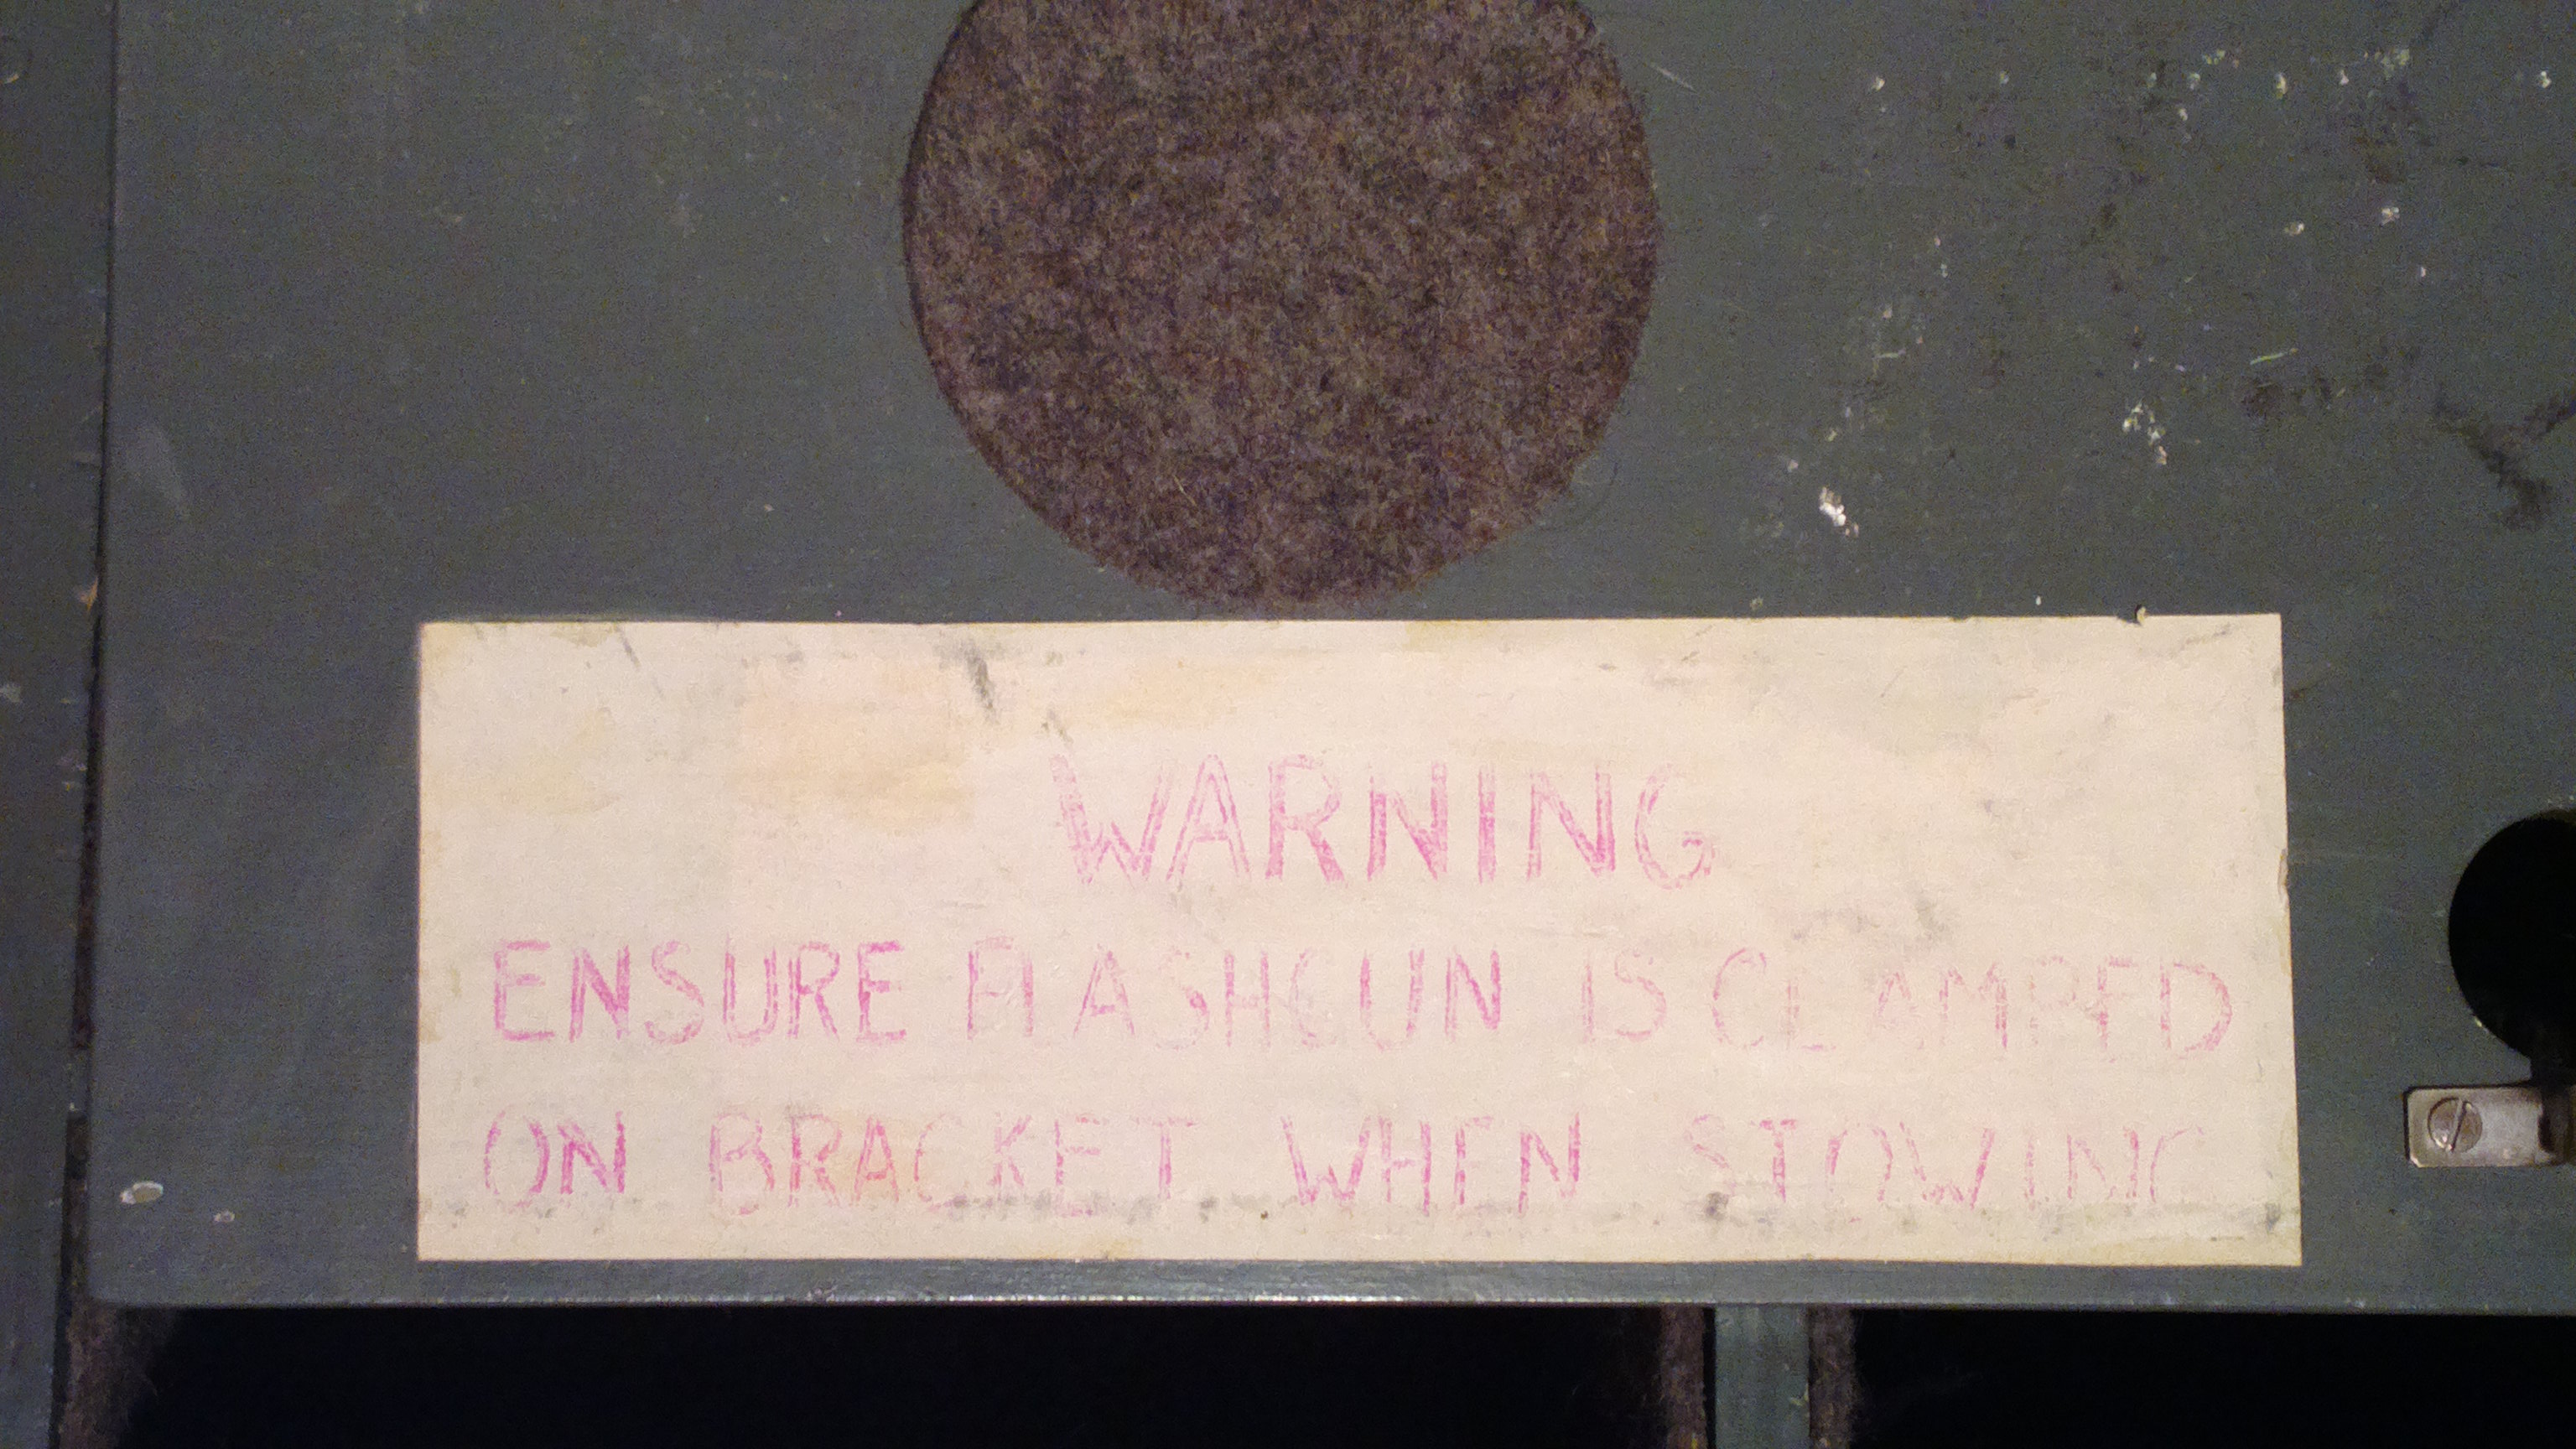 WARNING
ENSURE FLASHGUN IS CLAMPED
ON BRACKET WHEN STOWING